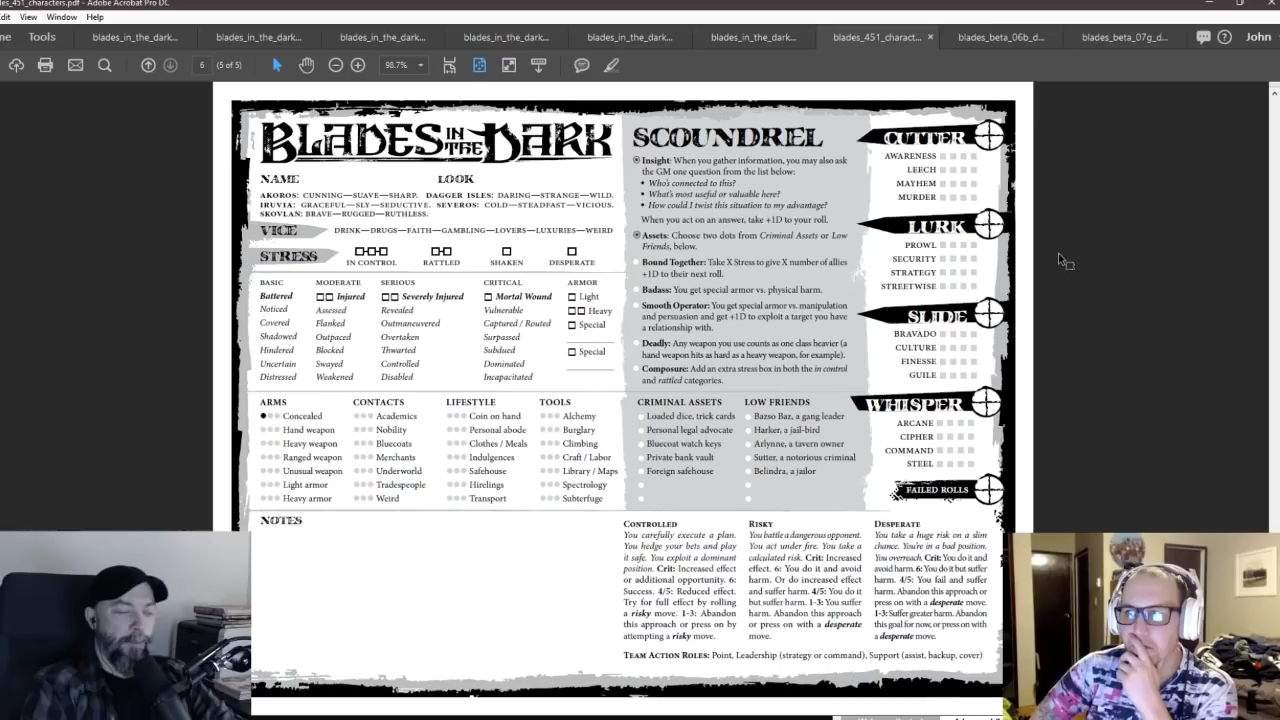 les_451_characters.pdf - Adobe Acrobat Pro DC
Edit View Window Help
me Tools blades_in_the_dark... blades_in_the_dark... blades_in_the_dark... blades_in_the_dark... blades_in_the_dark... blades_in_the_dark... blades_451_charact... × blades_beta_06b_d... blades_beta_07g_d... John
6 (5 of 5) 98.7%
BLADES IN THE DARK
NAME LOOK
AKOROS: CUNNING—SUAVE—SHARP. DAGGER ISLES: DARING—STRANGE—WILD.
IRUVIA: GRACEFUL—SLY—SEDUCTIVE. SEVEROS: COLD—STEADFAST—VICIOUS.
SKOVLAN: BRAVE—RUGGED—RUTHLESS.
VICE DRINK—DRUGS—FAITH—GAMBLING—LOVERS—LUXURIES—WEIRD
STRESS IN CONTROL RATTLED SHAKEN DESPERATE
BASIC MODERATE SERIOUS CRITICAL ARMOR
Battered Injured Severely Injured Mortal Wound Light
Noticed Assessed Revealed Vulnerable Heavy
Covered Flanked Outmaneuvered Captured / Routed Special
Shadowed Outpaced Overtaken Surpassed
Hindered Blocked Thwarted Subdued Special
Uncertain Swayed Controlled Dominated
Distressed Weakened Disabled Incapacitated
ARMS CONTACTS LIFESTYLE TOOLS
Concealed Academics Coin on hand Alchemy
Hand weapon Nobility Personal abode Burglary
Heavy weapon Bluecoats Clothes / Meals Climbing
Ranged weapon Merchants Indulgences Craft / Labor
Unusual weapon Underworld Safehouse Library / Maps
Light armor Tradespeople Hirelings Spectrology
Heavy armor Weird Transport Subterfuge
NOTES
SCOUNDREL
Insight: When you gather information, you may also ask
the GM one question from the list below:
• Who's connected to this?
• What's most useful or valuable here?
• How could I twist this situation to my advantage?
When you act on an answer, take +1D to your roll.
Assets: Choose two dots from Criminal Assets or Low
Friends, below.
Bound Together: Take X Stress to give X number of allies
+1D to their next roll.
Badass: You get special armor vs. physical harm.
Smooth Operator: You get special armor vs. manipulation
and persuasion and get +1D to exploit a target you have
a relationship with.
Deadly: Any weapon you use counts as one class heavier (a
hand weapon hits as hard as a heavy weapon, for example).
Composure: Add an extra stress box in both the in control
and rattled categories.
CRIMINAL ASSETS LOW FRIENDS
Loaded dice, trick cards Bazso Baz, a gang leader
Personal legal advocate Harker, a jail-bird
Bluecoat watch keys Arlynne, a tavern owner
Private bank vault Sutter, a notorious criminal
Foreign safehouse Belindra, a jailor
CUTTER
AWARENESS
LEECH
MAYHEM
MURDER
LURK
PROWL
SECURITY
STRATEGY
STREETWISE
SLIDE
BRAVADO
CULTURE
FINESSE
GUILE
WHISPER
ARCANE
CIPHER
COMMAND
STEEL
FAILED ROLLS
CONTROLLED
You carefully execute a plan.
You hedge your bets and play
it safe. You exploit a dominant
position. Crit: Increased effect
or additional opportunity. 6:
Success. 4/5: Reduced effect.
Try for full effect by rolling
a risky move. 1-3: Abandon
this approach or press on by
attempting a risky move.
RISKY
You battle a dangerous opponent.
You act under fire. You take a
calculated risk. Crit: Increased
effect. 6: You do it and avoid
harm. Or do increased effect
and suffer harm. 4/5: You do it
but suffer harm. 1-3: You suffer
harm. Abandon this approach
or press on with a desperate
move.
DESPERATE
You take a huge risk on a slim
chance. You're in a bad position.
You overreach. Crit: You do it and
avoid harm. 6: You do it but suffer
harm. 4/5: You fail and suffer
harm. Abandon this approach or
press on with a desperate move.
1-3: Suffer greater harm. Abandon
this goal for now, or press on with
a desperate move.
TEAM ACTION ROLES: Point, Leadership (strategy or command), Support (assist, backup, cover)